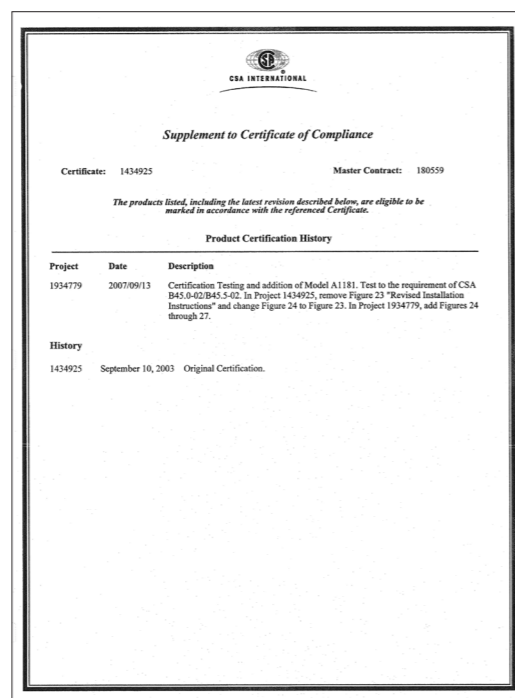 CSA INTERNATIONAL
Supplement to Certificate of Compliance
Certificate: 1434925 Master Contract: 180559
The products listed, including the latest revision described below, are eligible to be
marked in accordance with the referenced Certificate.
Product Certification History
Project Date Description
1934779 2007/09/13 Certification Testing and addition of Model A1181. Test to the requirement of CSA
B45.0-02/B45.5-02. In Project 1434925, remove Figure 23 "Revised Installation
Instructions" and change Figure 24 to Figure 23. In Project 1934779, add Figures 24
through 27.
History
1434925 September 10, 2003 Original Certification.